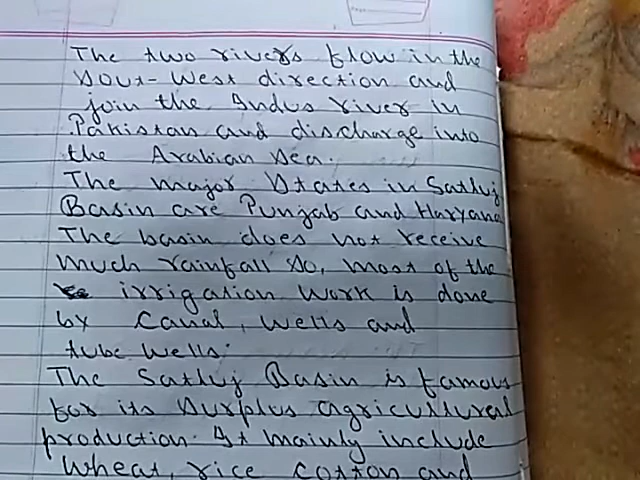 The two rivers flow in the
Sout-West direction and
join the Indus river in
Pakistan and discharge into
the Arabian Sea.
The major States in Satluj
Basin are Punjab and Haryana
The basin does not receive
much rainfall so, most of the
irrigation work is done
by Canal, wells and
tube wells.
The Satluj Basin is famous
for its surplus agricultural
production. It mainly include
wheat, rice cotton and